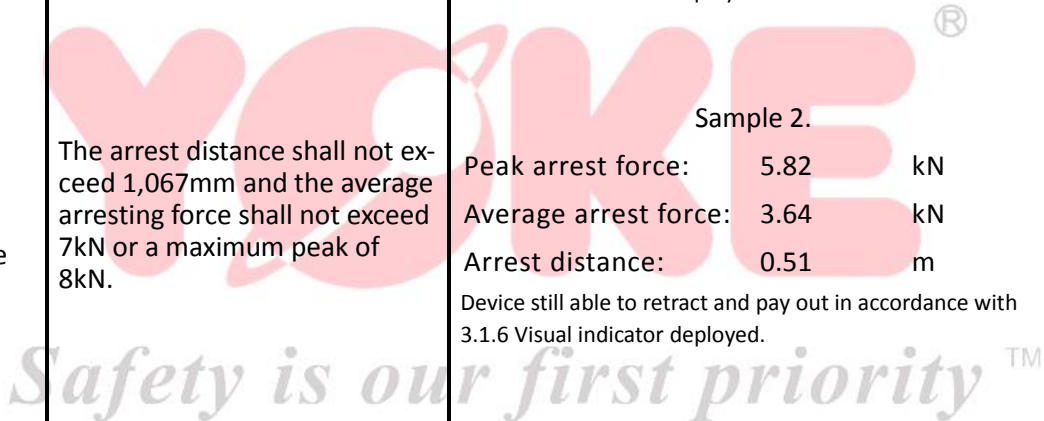 YOKE ®
The arrest distance shall not ex-
ceed 1,067mm and the average
arresting force shall not exceed
7kN or a maximum peak of
8kN.
Sample 2.
Peak arrest force: 5.82 kN
Average arrest force: 3.64 kN
Arrest distance: 0.51 m
Device still able to retract and pay out in accordance with
3.1.6 Visual indicator deployed.
Safety is our first priority ™